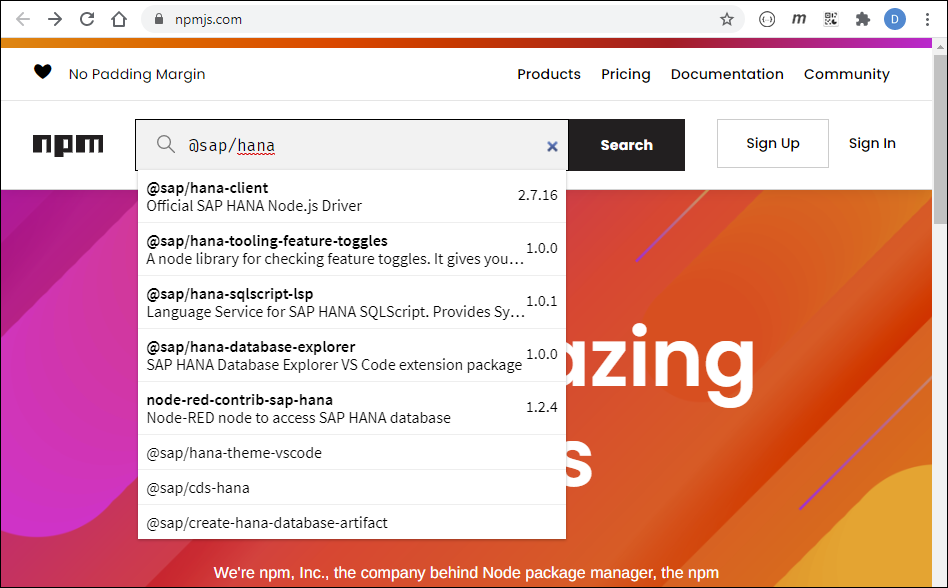 npmjs.com
m
D
No Padding Margin
Products Pricing Documentation Community
npm
@sap/hana
Search
Sign Up
Sign In
@sap/hana-client
Official SAP HANA Node.js Driver
2.7.16
@sap/hana-tooling-feature-toggles
A node library for checking feature toggles. It gives you…
1.0.0
@sap/hana-sqlscript-lsp
Language Service for SAP HANA SQLScript. Provides Sy…
1.0.1
@sap/hana-database-explorer
SAP HANA Database Explorer VS Code extension package
1.0.0
node-red-contrib-sap-hana
Node-RED node to access SAP HANA database
1.2.4
@sap/hana-theme-vscode
@sap/cds-hana
@sap/create-hana-database-artifact
azing
s
We're npm, Inc., the company behind Node package manager, the npm